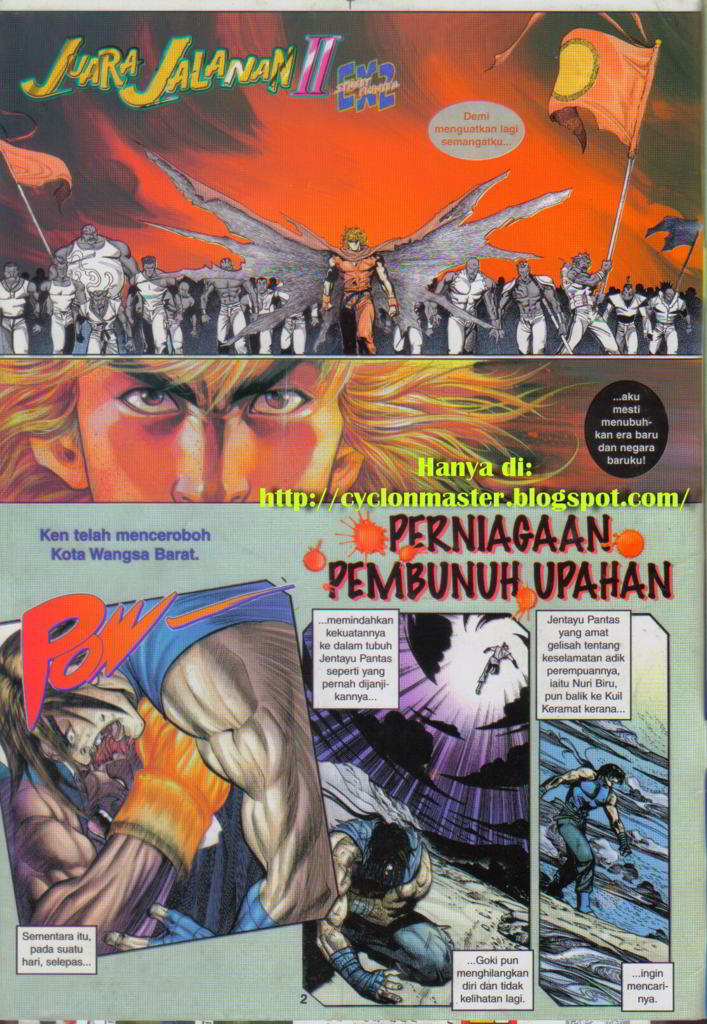 JUARA JALANAN II
STREET FIGHTER
EX2
Demi
menguatkan lagi
semangatku...
...aku
mesti
menubuh-
kan era baru
dan negara
baruku!
Hanya di:
http://cyclonmaster.blogspot.com/
Ken telah menceroboh
Kota Wangsa Barat.
PERNIAGAAN
PEMBUNUH UPAHAN
POW
Sementara itu,
pada suatu
hari, selepas...
...memindahkan
kekuatannya
ke dalam tubuh
Jentayu Pantas
seperti yang
pernah dijanji-
kannya...
...Goki pun
menghilangkan
diri dan tidak
kelihatan lagi.
Jentayu Pantas
yang amat
gelisah tentang
keselamatan adik
perempuannya,
iaitu Nuri Biru,
pun balik ke Kuil
Keramat kerana...
...ingin
mencari-
nya.
2